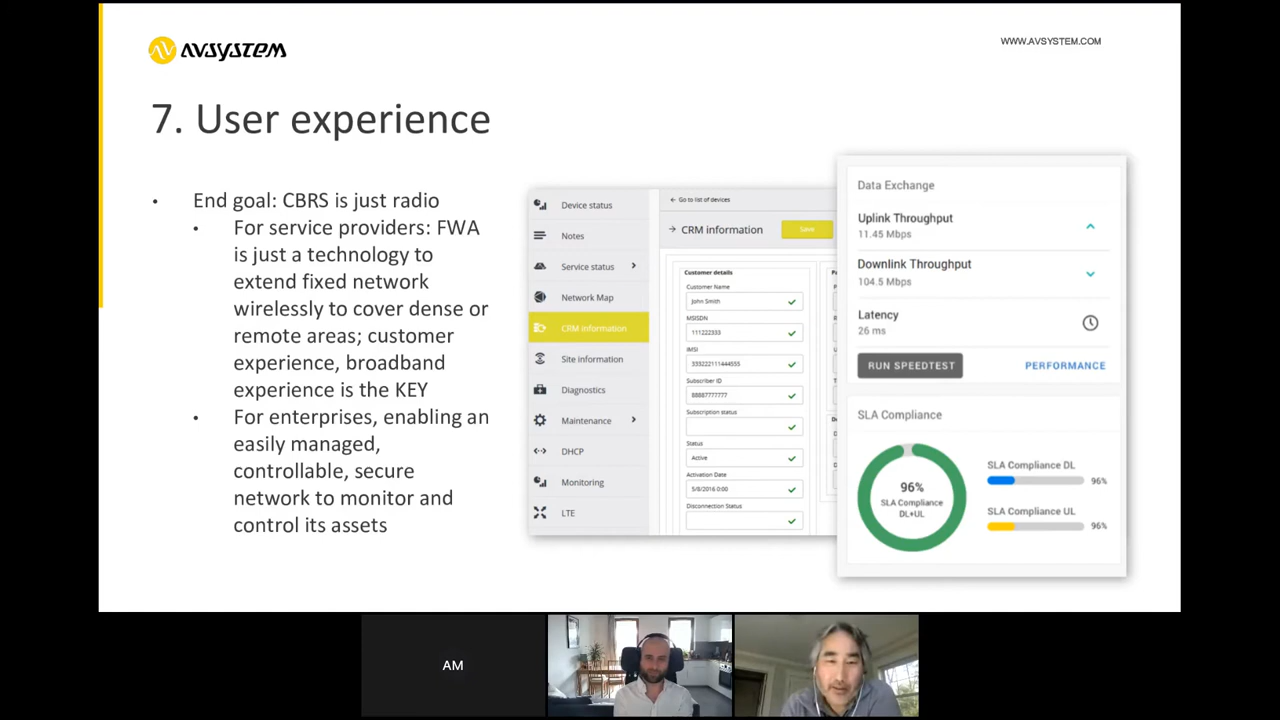 AVSYSTEM
WWW.AVSYSTEM.COM
7. User experience
• End goal: CBRS is just radio
• For service providers: FWA
is just a technology to
extend fixed network
wirelessly to cover dense or
remote areas; customer
experience, broadband
experience is the KEY
• For enterprises, enabling an
easily managed,
controllable, secure
network to monitor and
control its assets
Device status
Notes
Service status
Network Map
CRM information
Site information
Diagnostics
Maintenance
DHCP
Monitoring
LTE
Go to list of devices
CRM information
Save
Customer details
Customer Name
John Smith
MSISDN
111222333
IMSI
333222111444555
Subscriber ID
88887777777
Subscription status
Status
Active
Activation Date
5/8/2016 0:00
Disconnection Status
Data Exchange
Uplink Throughput
11.45 Mbps
Downlink Throughput
104.5 Mbps
Latency
26 ms
RUN SPEEDTEST
PERFORMANCE
SLA Compliance
96%
SLA Compliance
DL+UL
SLA Compliance DL
96%
SLA Compliance UL
96%
AM